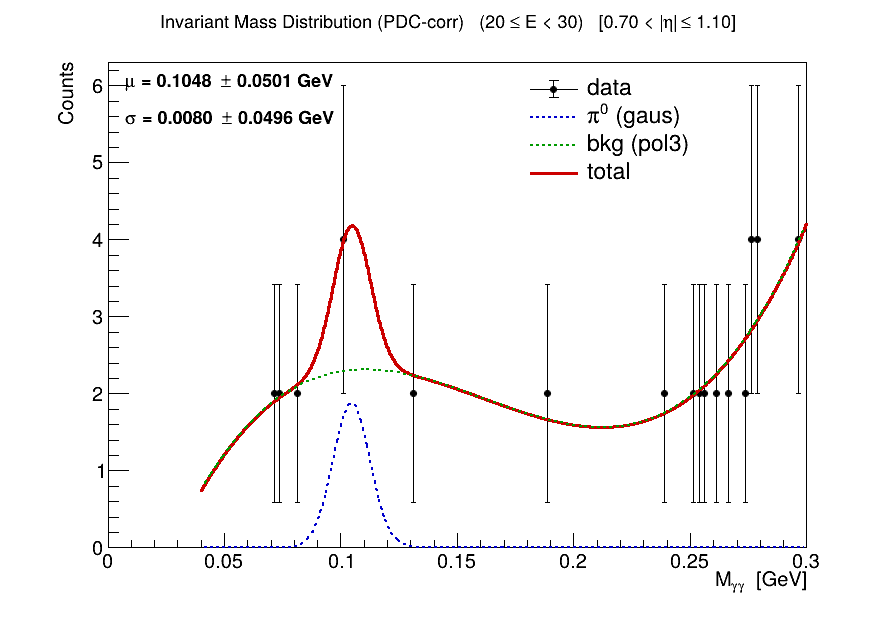 Invariant Mass Distribution (PDC-corr) (20 ≤ E < 30) [0.70 < |η| ≤ 1.10]
Counts
μ = 0.1048 ± 0.0501 GeV
σ = 0.0080 ± 0.0496 GeV
data
π⁰ (gaus)
bkg (pol3)
total
6
5
4
3
2
1
0
0 0.05 0.1 0.15 0.2 0.25 0.3
Mγγ [GeV]